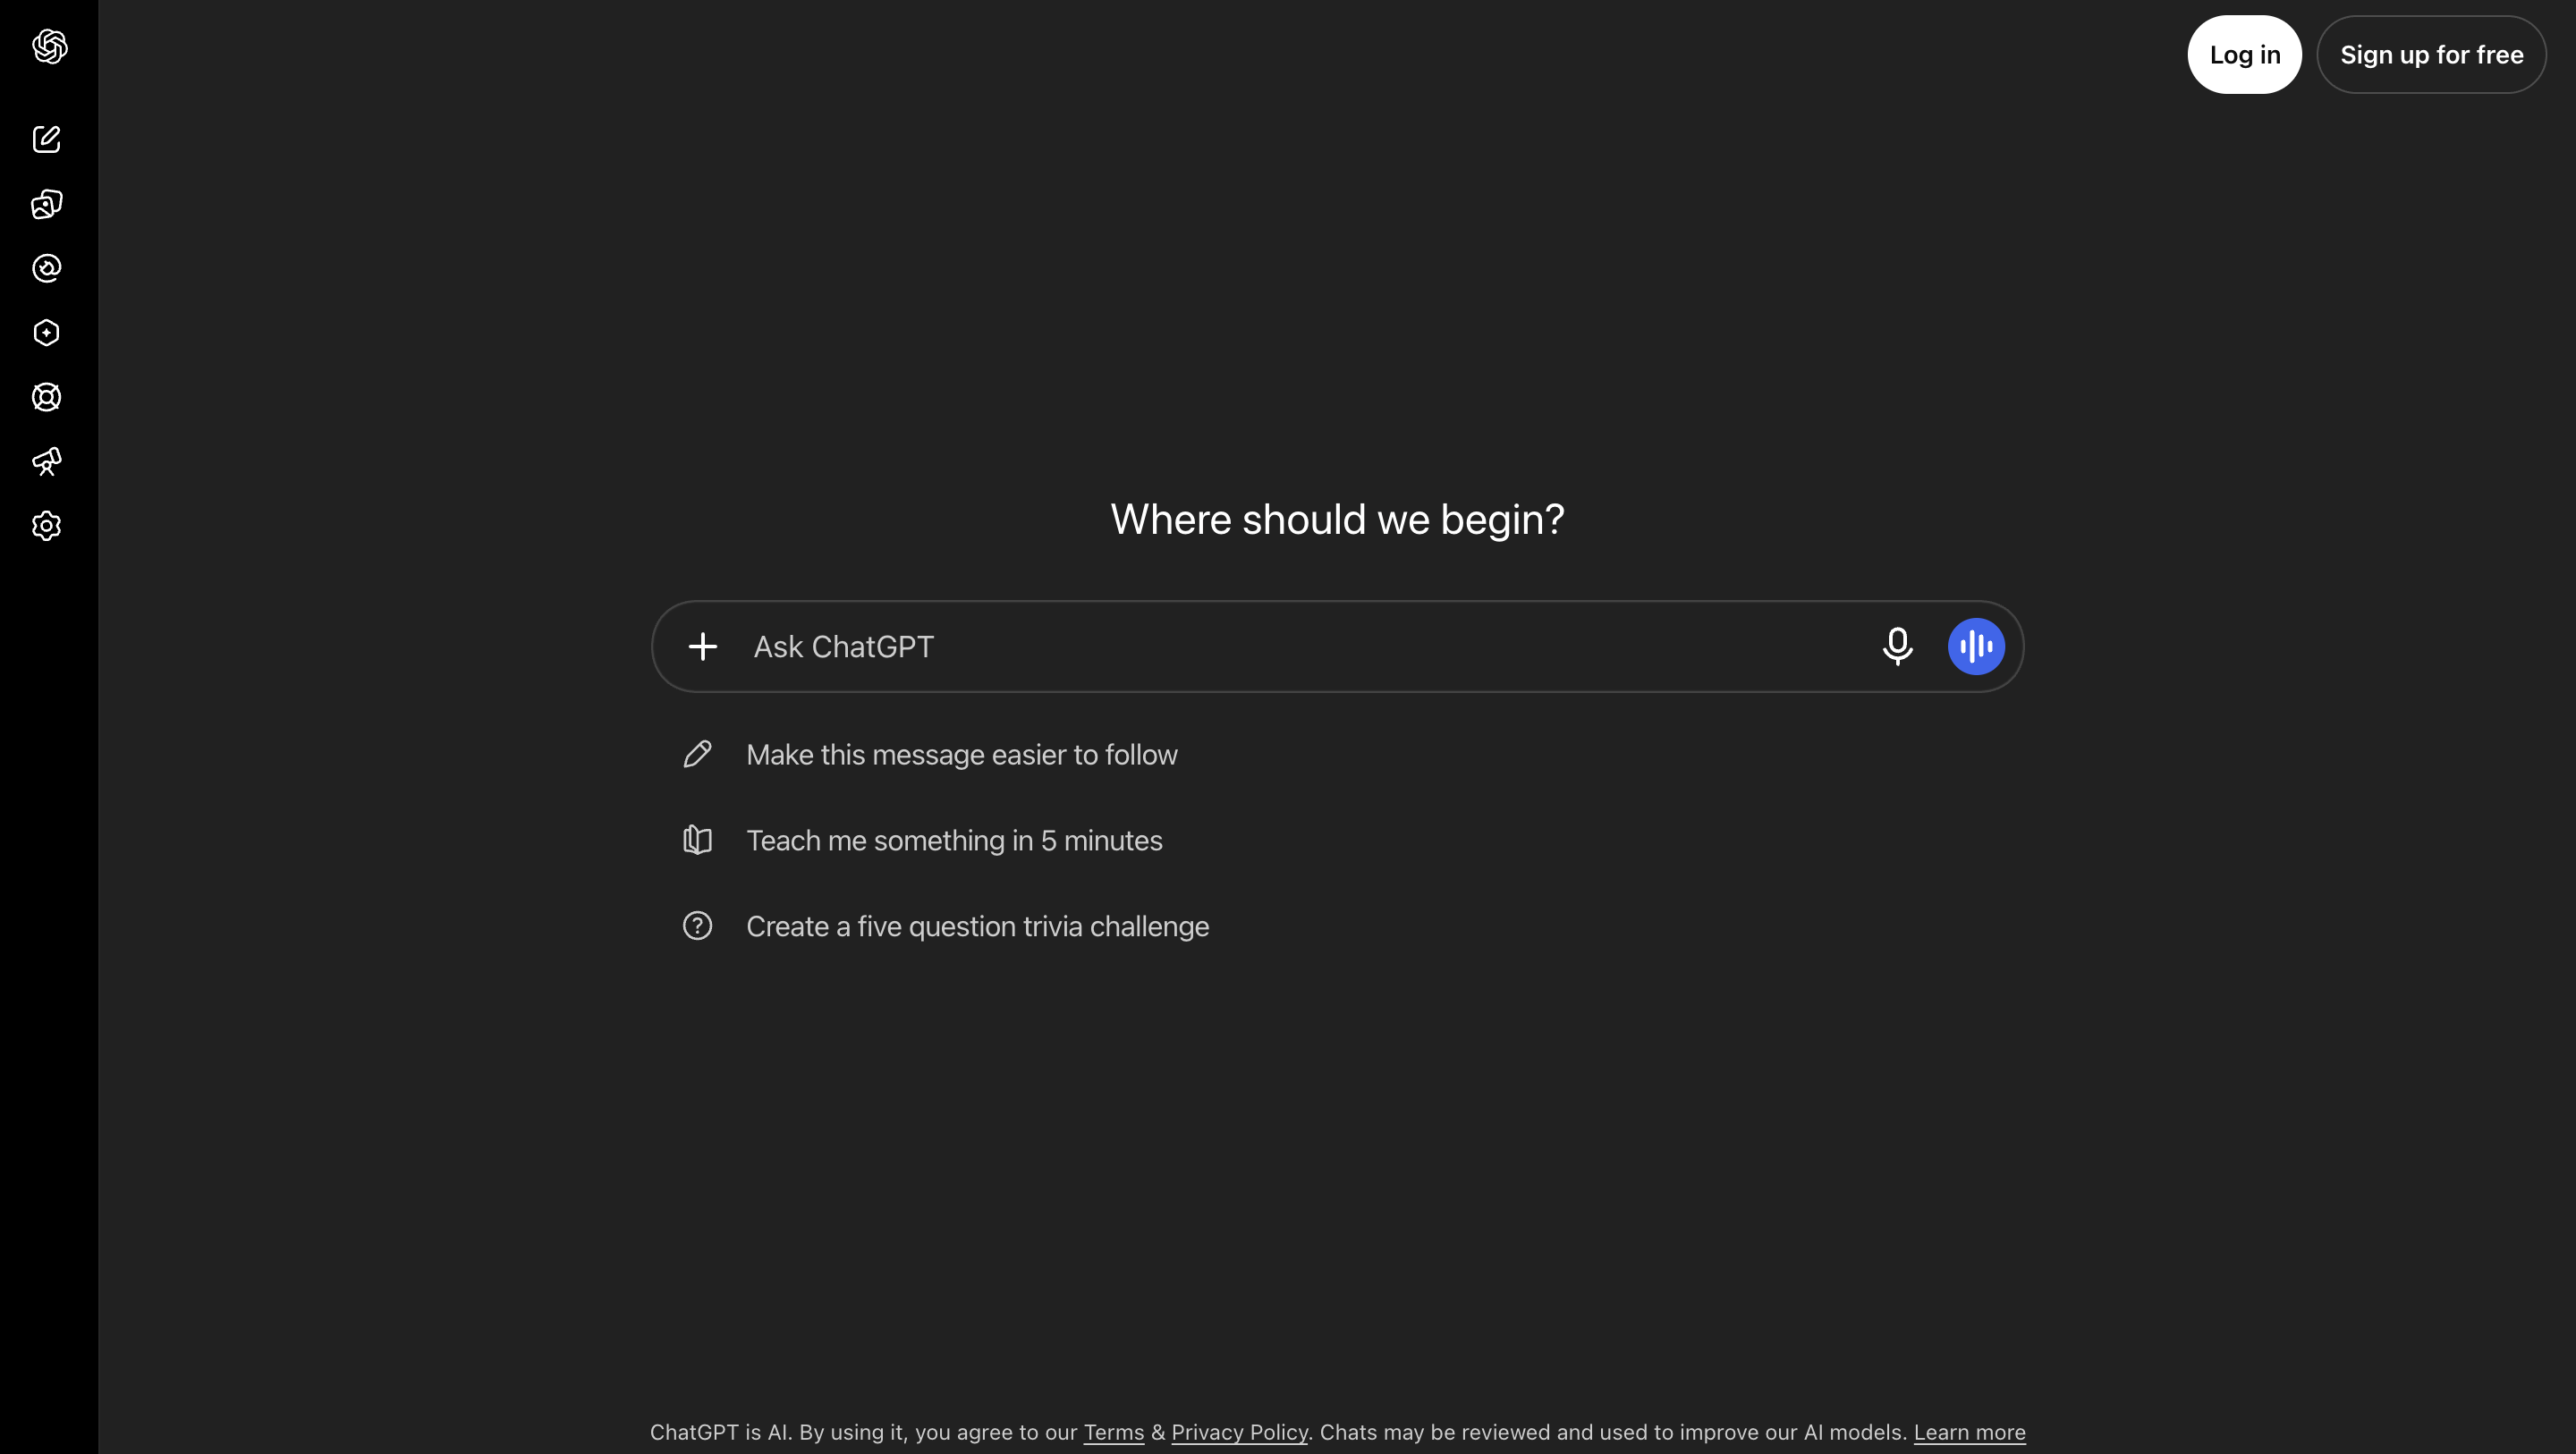 Log in
Sign up for free
Where should we begin?
Ask ChatGPT
Make this message easier to follow
Teach me something in 5 minutes
Create a five question trivia challenge
ChatGPT is AI. By using it, you agree to our Terms & Privacy Policy. Chats may be reviewed and used to improve our AI models. Learn more